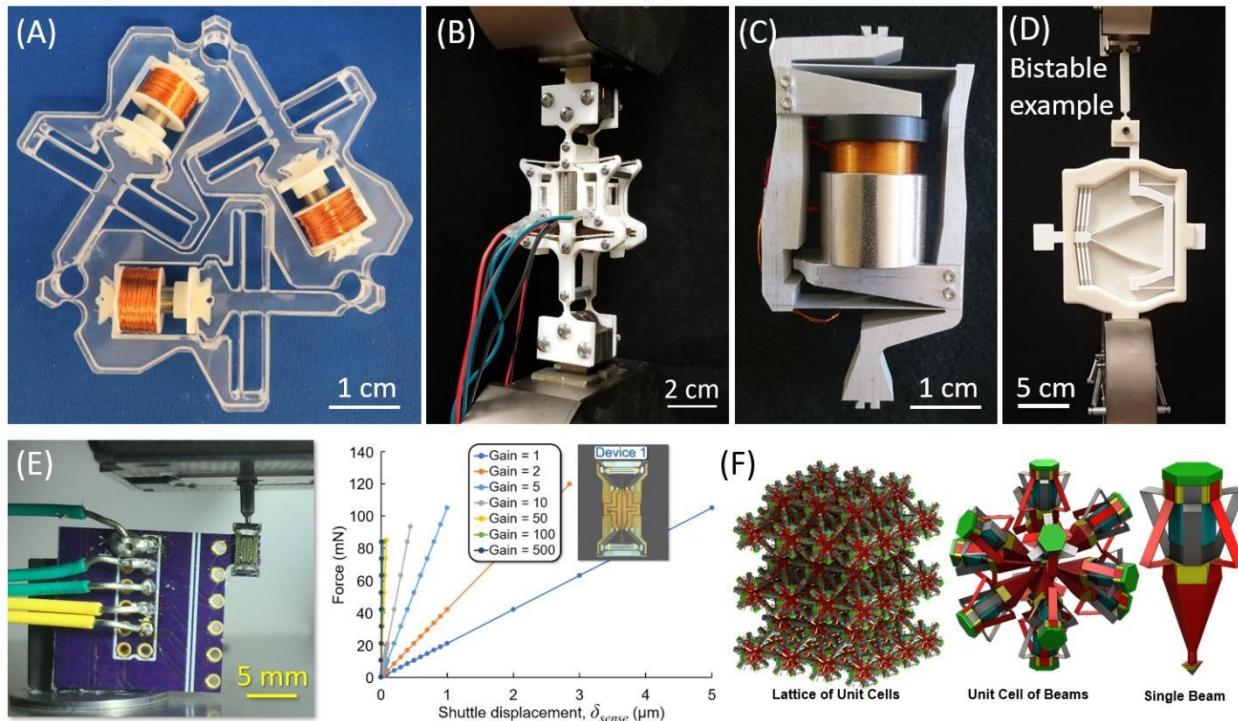 (A)
1 cm
(B)
2 cm
(C)
1 cm
(D)
Bistable
example
5 cm
(E)
5 mm
Force (mN)
140
120
100
80
60
40
20
0
Gain = 1
Gain = 2
Gain = 5
Gain = 10
Gain = 50
Gain = 100
Gain = 500
Device 1
0 1 2 3 4 5
Shuttle displacement, δsense (μm)
(F)
Lattice of Unit Cells
Unit Cell of Beams
Single Beam